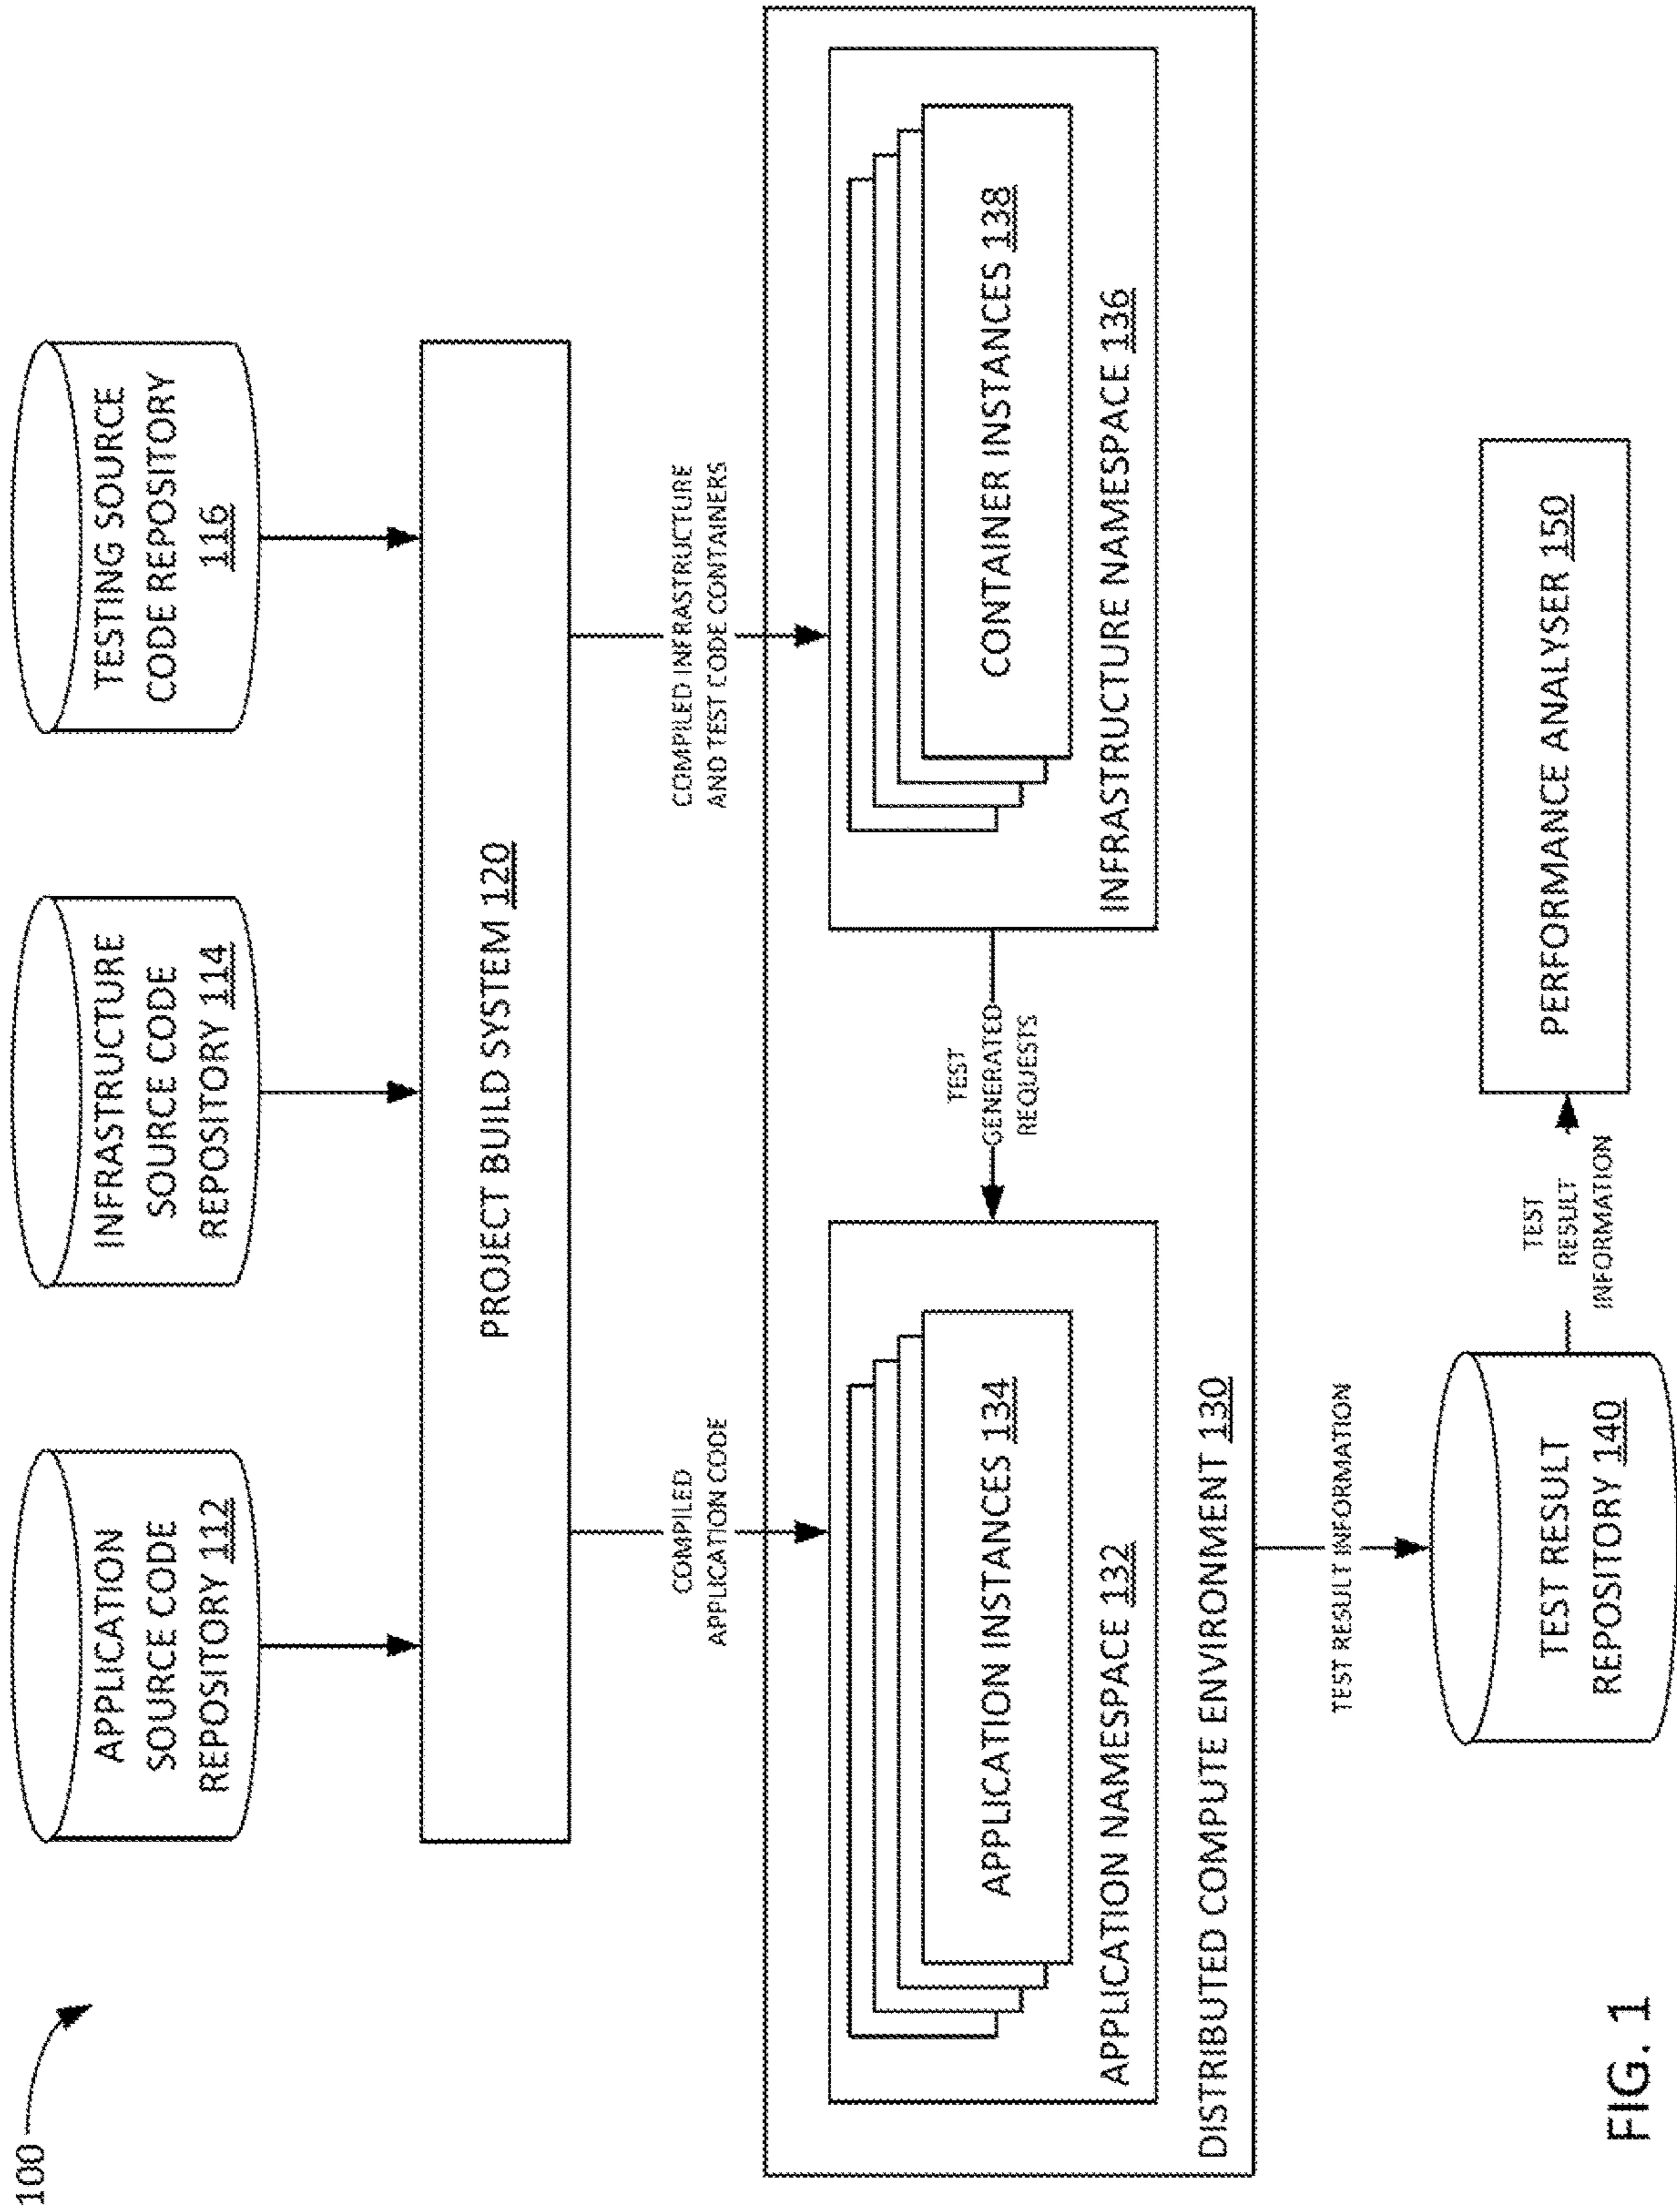 100
APPLICATION
SOURCE CODE
REPOSITORY 112
INFRASTRUCTURE
SOURCE CODE
REPOSITORY 114
TESTING SOURCE
CODE REPOSITORY
116
PROJECT BUILD SYSTEM 120
COMPILED
APPLICATION CODE
COMPILED INFRASTRUCTURE
AND TEST CODE CONTAINERS
APPLICATION INSTANCES 134
APPLICATION NAMESPACE 132
TEST
GENERATED
REQUESTS
CONTAINER INSTANCES 138
INFRASTRUCTURE NAMESPACE 136
DISTRIBUTED COMPUTE ENVIRONMENT 130
TEST RESULT INFORMATION
TEST RESULT
REPOSITORY 140
TEST
RESULT
INFORMATION
PERFORMANCE ANALYSER 150
FIG. 1